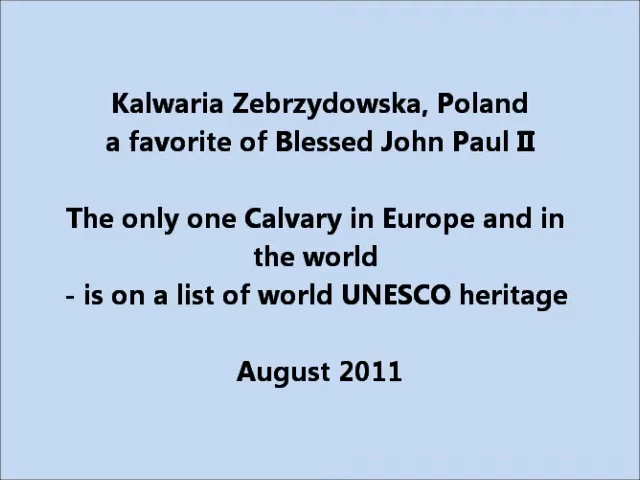 Kalwaria Zebrzydowska, Poland
a favorite of Blessed John Paul II
The only one Calvary in Europe and in
the world
- is on a list of world UNESCO heritage
August 2011